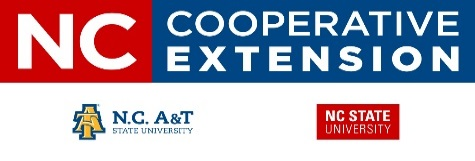 NC COOPERATIVE
EXTENSION
N.C. A&T
STATE UNIVERSITY
NC STATE
UNIVERSITY